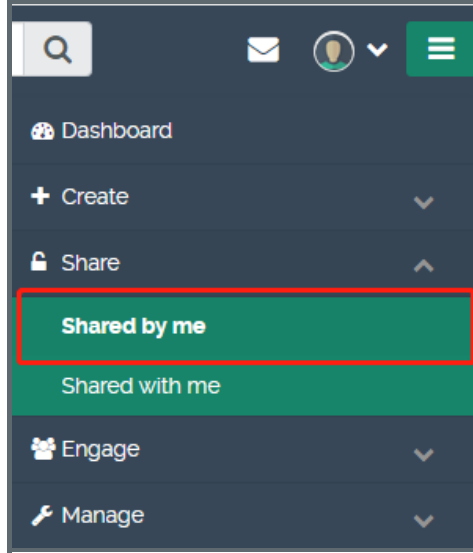 Dashboard
Create
Share
Shared by me
Shared with me
Engage
Manage